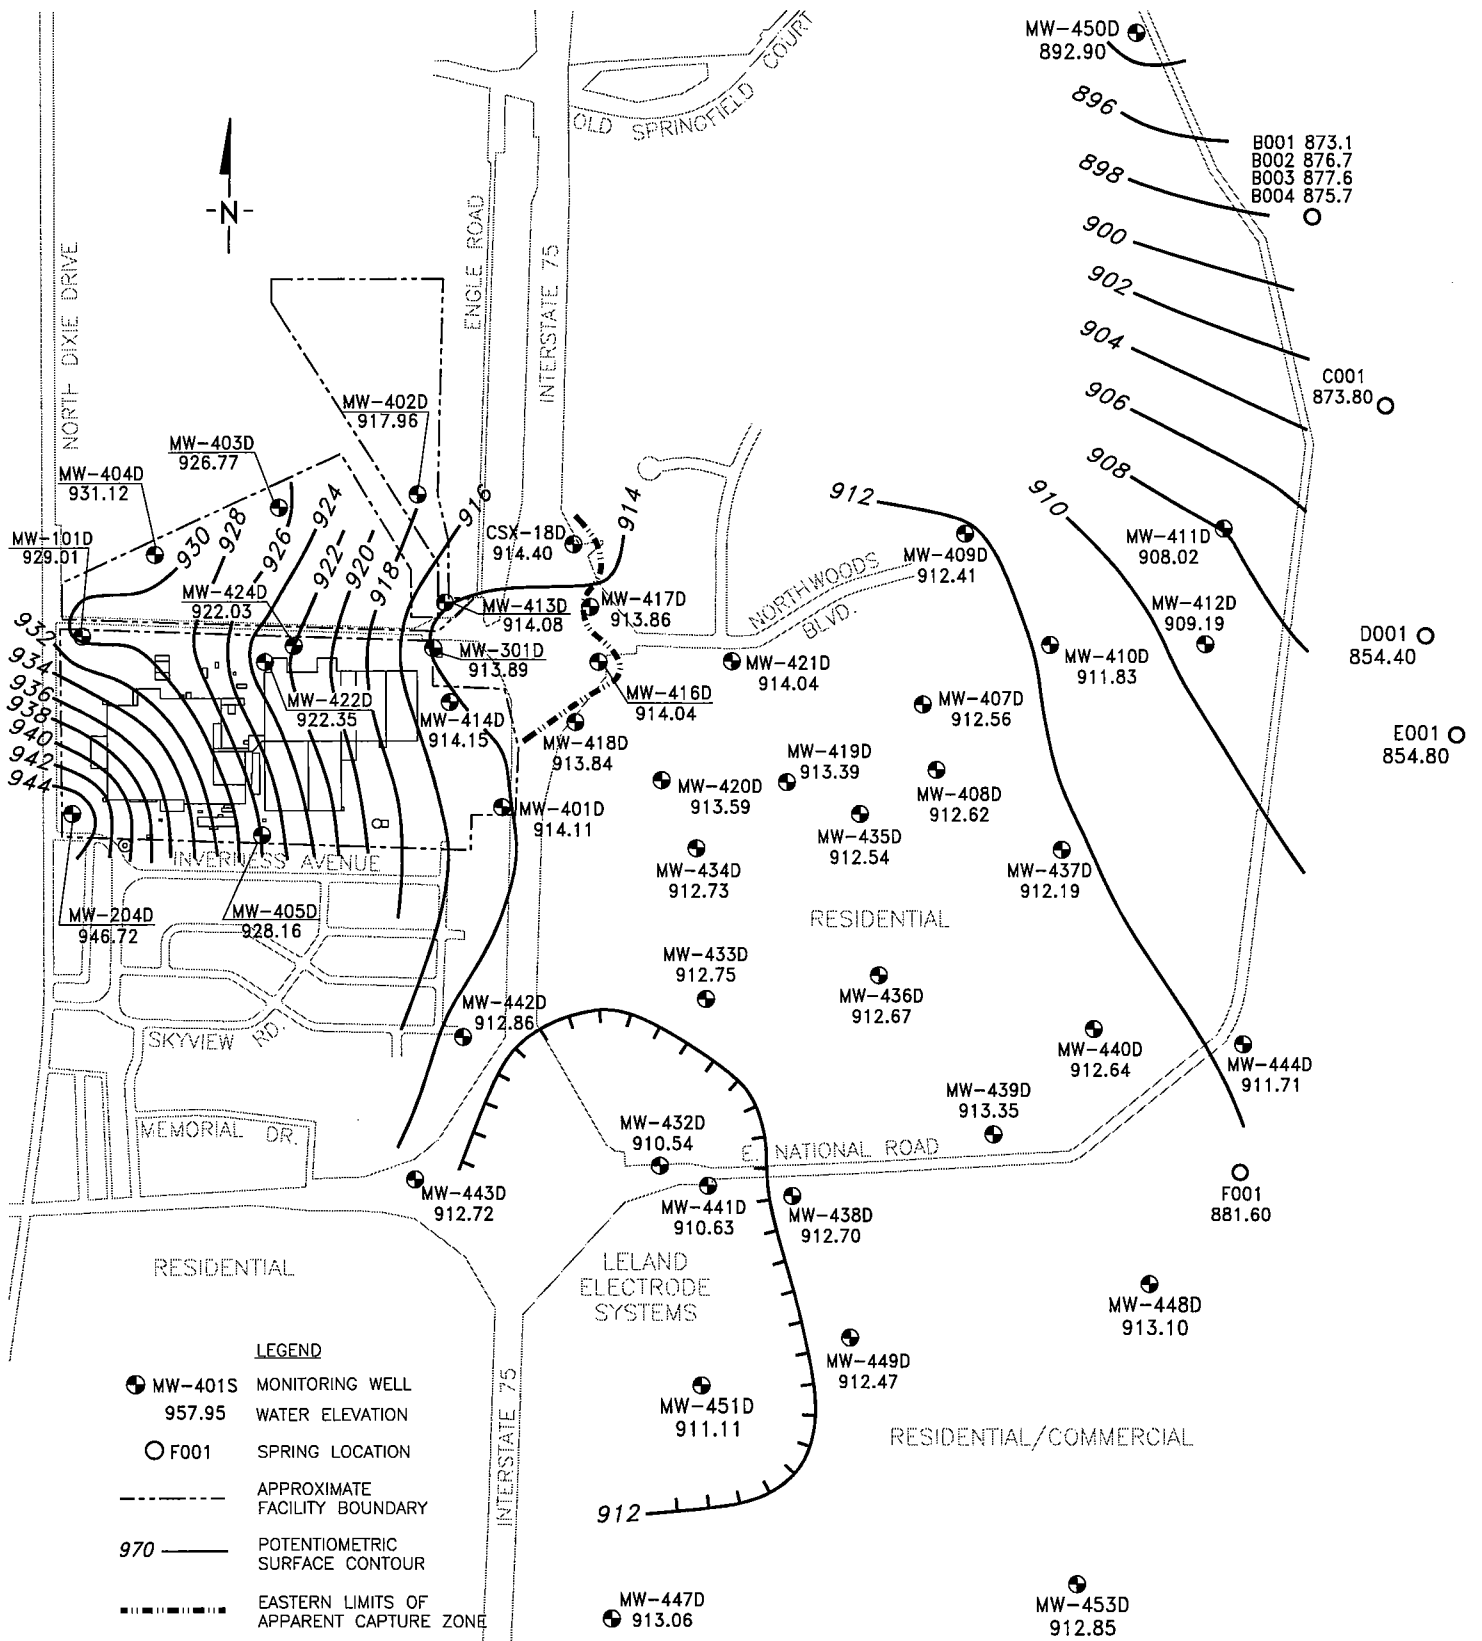 MW-450D
892.90
896
OLD SPRINGFIELD COURT
B001 873.1
B002 876.7
B003 877.6
B004 875.7
898
-N-
900
NORTH DIXIE DRIVE
ENGLE ROAD
INTERSTATE 75
902
904
C001
873.80
906
MW-402D
917.96
MW-403D
926.77
908
MW-404D
931.12
912
910
914
916
924
928
930
926
922
920
918
CSX-18D
914.40
MW-101D
929.01
MW-409D
912.41
MW-411D
908.02
NORTHWOODS
BLVD.
MW-424D
922.03
MW-413D
914.08
MW-417D
913.86
MW-412D
909.19
D001
854.40
932
934
936
938
940
942
944
MW-301D
913.89
MW-421D
914.04
MW-410D
911.83
MW-422D
922.35
MW-414D
914.15
MW-416D
914.04
MW-407D
912.56
MW-418D
913.84
E001
854.80
MW-419D
913.39
MW-420D
913.59
MW-408D
912.62
MW-401D
914.11
MW-435D
912.54
INVERNESS AVENUE
MW-434D
912.73
MW-437D
912.19
MW-204D
946.72
MW-405D
928.16
RESIDENTIAL
MW-433D
912.75
MW-436D
912.67
MW-442D
912.86
SKYVIEW RD.
MW-440D
912.64
MW-444D
911.71
MW-439D
913.35
MEMORIAL DR.
MW-432D
910.54
E. NATIONAL ROAD
MW-443D
912.72
MW-441D
910.63
MW-438D
912.70
F001
881.60
RESIDENTIAL
LELAND
ELECTRODE
SYSTEMS
MW-448D
913.10
MW-449D
912.47
MW-451D
911.11
RESIDENTIAL/COMMERCIAL
INTERSTATE 75
912
MW-447D
913.06
MW-453D
912.85
LEGEND
MW-401S MONITORING WELL
957.95 WATER ELEVATION
F001 SPRING LOCATION
APPROXIMATE
FACILITY BOUNDARY
970 POTENTIOMETRIC
SURFACE CONTOUR
EASTERN LIMITS OF
APPARENT CAPTURE ZONE